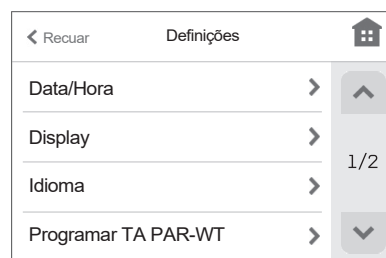 Recuar Definições
Data/Hora
Display
1/2
Idioma
Programar TA PAR-WT